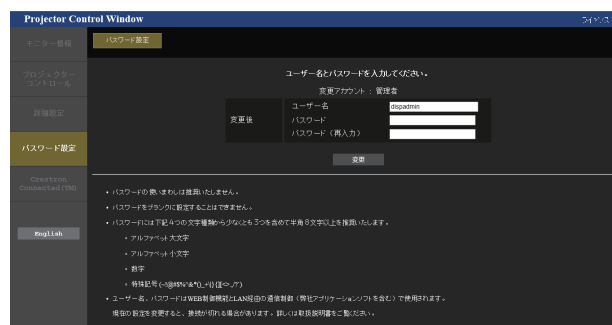 Projector Control Window
ライセンス
モニター情報
パスワード設定
プロジェクター
コントロール
詳細設定
パスワード設定
Crestron
Connected(TM)
English
ユーザー名とパスワードを入力してください。
変更アカウント : 管理者
変更後
ユーザー名
dispadmin
パスワード
パスワード (再入力)
変更
• パスワードの使いまわしは推奨いたしません。
• パスワードをブランクに設定することはできません。
• パスワードには下記4つの文字種類から少なくとも3つを含めて半角8文字以上を推奨いたします。
◦ アルファベット大文字
◦ アルファベット小文字
◦ 数字
◦ 特殊記号
• ユーザー名、パスワードはWEB制御機能とLAN経由の通信制御 (弊社アプリケーションソフトを含む) で使用されます。
現在の設定を変更すると、接続が切れる場合があります。詳しくは取扱説明書をご覧ください。